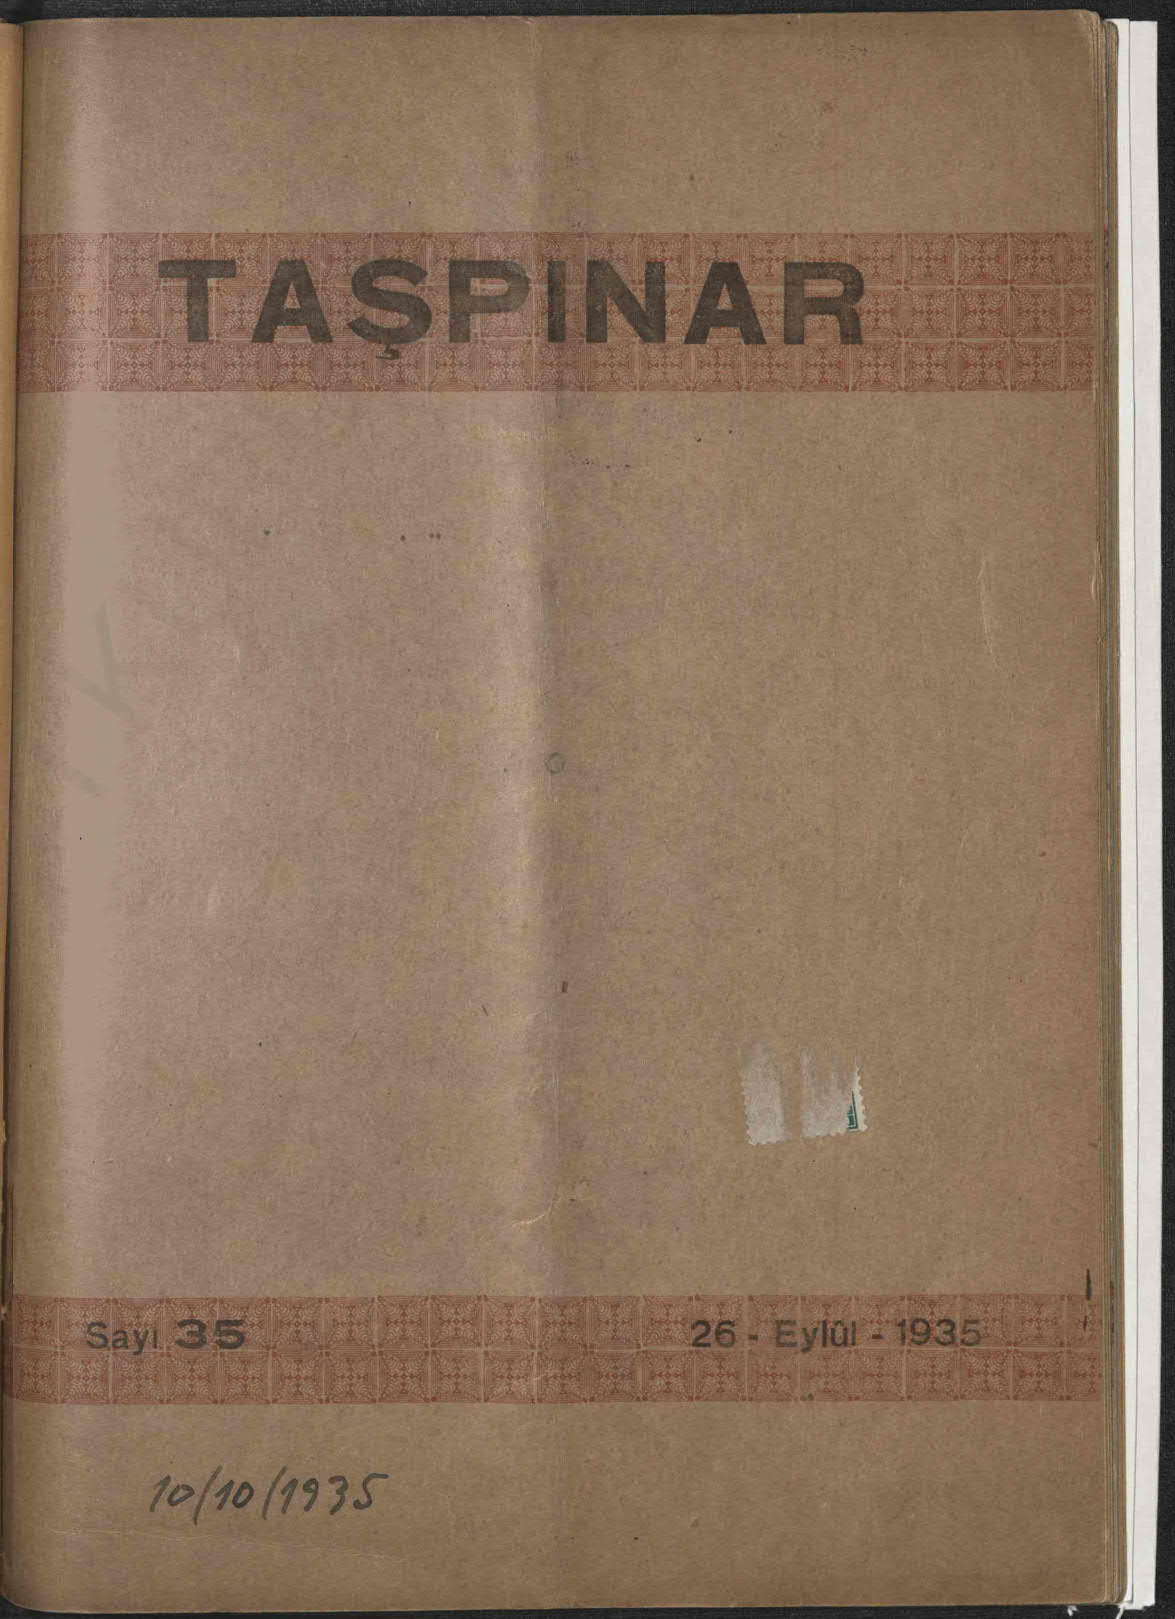 TAŞPINAR
Sayı 35
26 - Eylûl - 1935
10/10/1935